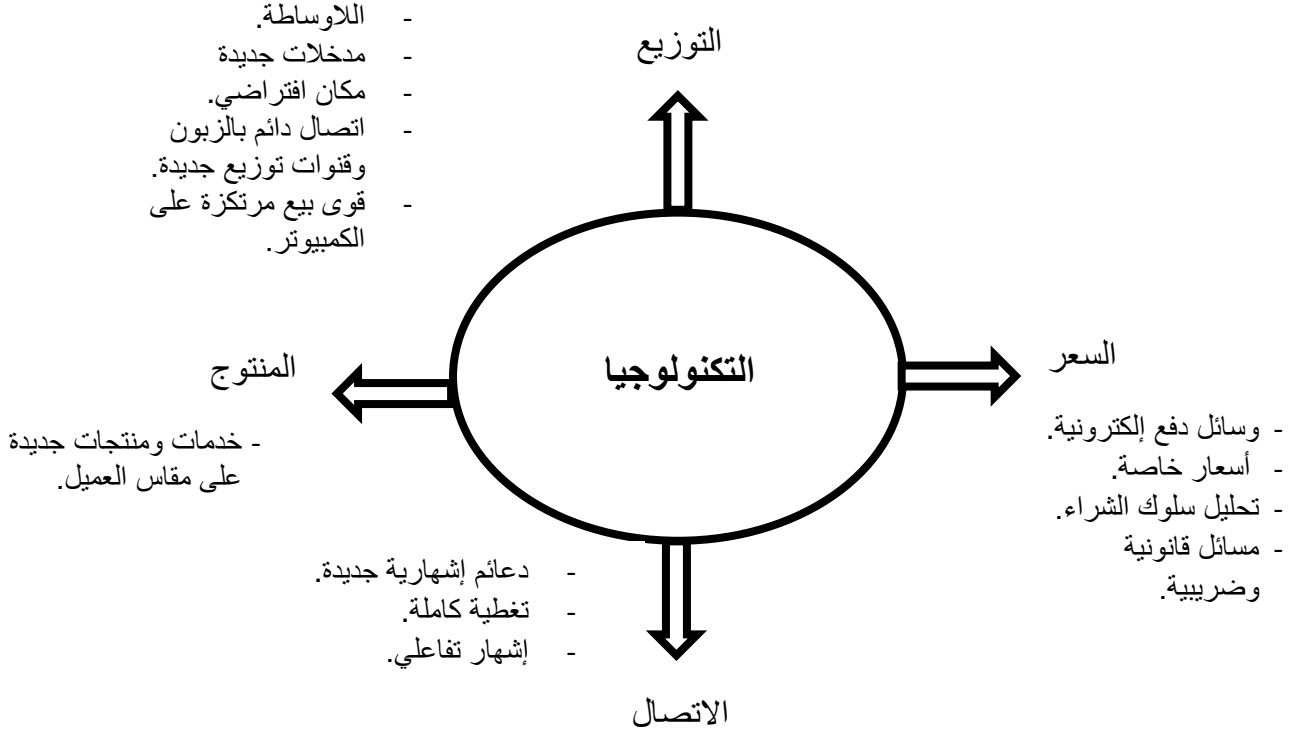 - اللاوساطة.
- مدخلات جديدة
- مكان افتراضي.
- اتصال دائم بالزبون
وقنوات توزيع جديدة.
- قوى بيع مرتكزة على
الكمبيوتر.
التوزيع
التكنولوجيا
السعر
- وسائل دفع إلكترونية.
- أسعار خاصة.
- تحليل سلوك الشراء.
- مسائل قانونية
وضريبية.
المنتوج
- خدمات ومنتجات جديدة
على مقاس العميل.
- دعائم إشهارية جديدة.
- تغطية كاملة.
- إشهار تفاعلي.
الاتصال